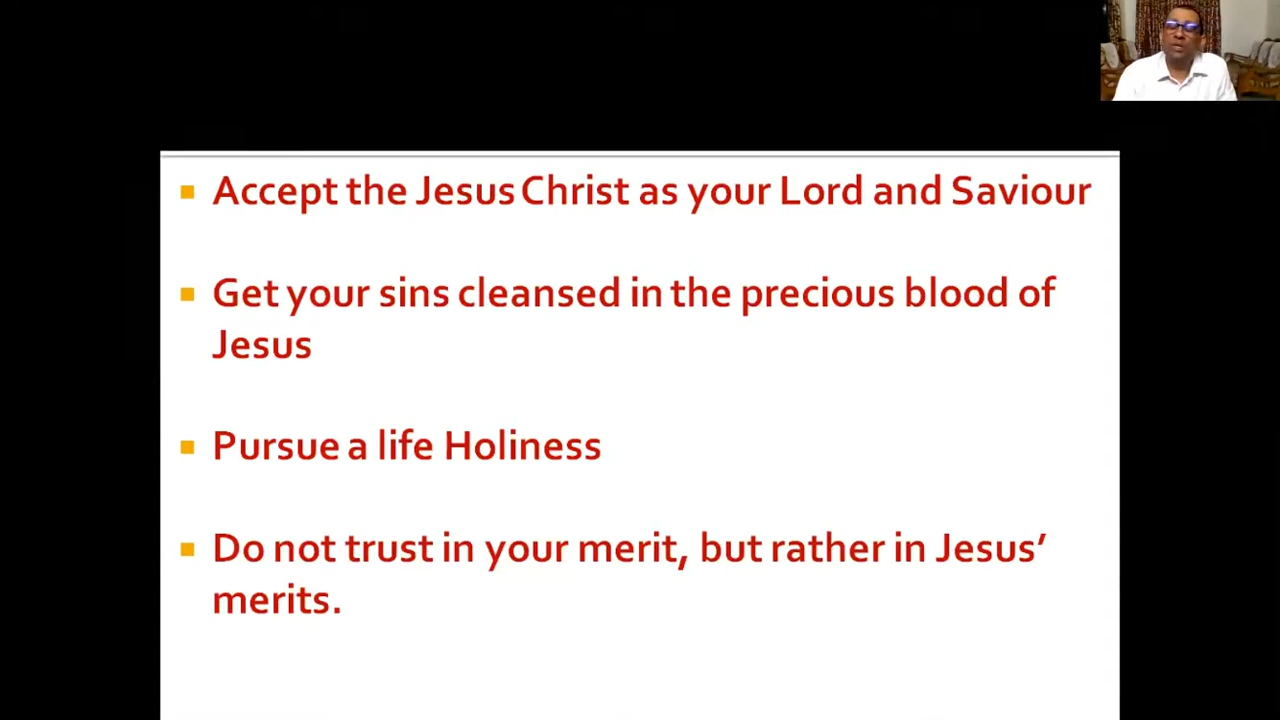 Accept the Jesus Christ as your Lord and Saviour
Get your sins cleansed in the precious blood of
Jesus
Pursue a life Holiness
Do not trust in your merit, but rather in Jesus’
merits.